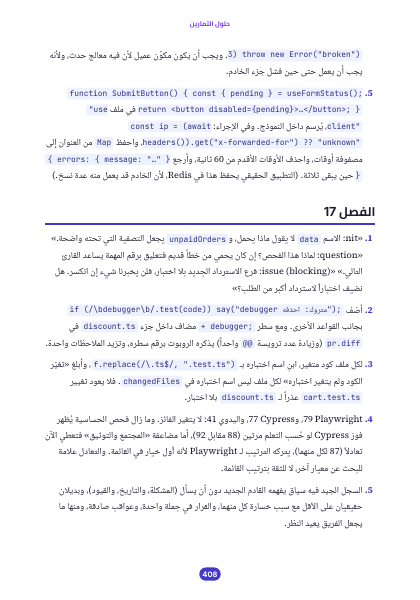 حلول التمارين
3) throw new Error("broken"). ويجب أن يكون مكوّن عميل لأن فيه معالج حدث، ولأنه
يجب أن يعمل حتى حين فشل جزء الخادم.
5. function SubmitButton() { const { pending } = useFormStatus();
return <button disabled={pending}>…</button>; } في ملف "use
client"، يُرسم داخل النموذج. وفي الإجراء: const ip = (await
headers()).get("x-forwarded-for") ?? "unknown"، واحفظ Map من العنوان إلى
مصفوفة أوقات، واحذف الأوقات الأقدم من 60 ثانية، وأرجع { errors: { message: "…" }
} حين يبقى ثلاثة. (التطبيق الحقيقي يحفظ هذا في Redis، لأن الخادم قد يعمل منه عدة نسخ.)
الفصل 17
1. «nit: الاسم data لا يقول ماذا يحمل، و unpaidOrders يجعل التصفية التي تحته واضحة.»
«question: لماذا هذا الفحص؟ إن كان يحمي من خطأ قديم فتعليق برقم المهمة يساعد القارئ
التالي.» «issue (blocking): فرع الاسترداد الجديد بلا اختبار، فلن يخبرنا شيء إن انكسر. هل
نضيف اختباراً لاسترداد أكبر من الطلب؟»
2. أضف if (/\bdebugger\b/.test(code)) say("debugger متروك: احذفه");
بجانب القواعد الأخرى. ومع سطر + debugger; مضاف داخل جزء discount.ts في
pr.diff (وزيادة عدد ترويسة @@ واحداً) يذكره الروبوت برقم سطره، وتزيد الملاحظات واحدة.
3. لكل ملف كود متغير، ابنِ اسم اختباره بـ f.replace(/\.ts$/, ".test.ts")، وأبلغ «تغيّر
الكود ولم يتغير اختباره» لكل ملف ليس اسم اختباره في changedFiles. فلا يعود تغيير
cart.test.ts عذراً لـ discount.ts بلا اختبار.
4. Playwright 79، وCypress 77، واليدوي 41: لا يتغير الفائز. وما زال فحص الحساسية يُظهر
فوز Cypress لو حُسب التعلم مرتين (88 مقابل 92)، أما مضاعفة «المجتمع والتوثيق» فتعطي الآن
تعادلاً (87 لكل منهما)، يتركه الترتيب لـ Playwright لأنه أول خيار في القائمة. والمعادل علامة
للبحث عن معيار آخر، لا للثقة بترتيب القائمة.
5. السجل الجيد فيه سياق يفهمه القادم الجديد دون أن يسأل (المشكلة، والتاريخ، والقيود)، وبديلان
حقيقيان على الأقل مع سبب خسارة كل منهما، والقرار في جملة واحدة، وعواقب صادقة، ومنها ما
يجعل الفريق يعيد النظر.
408